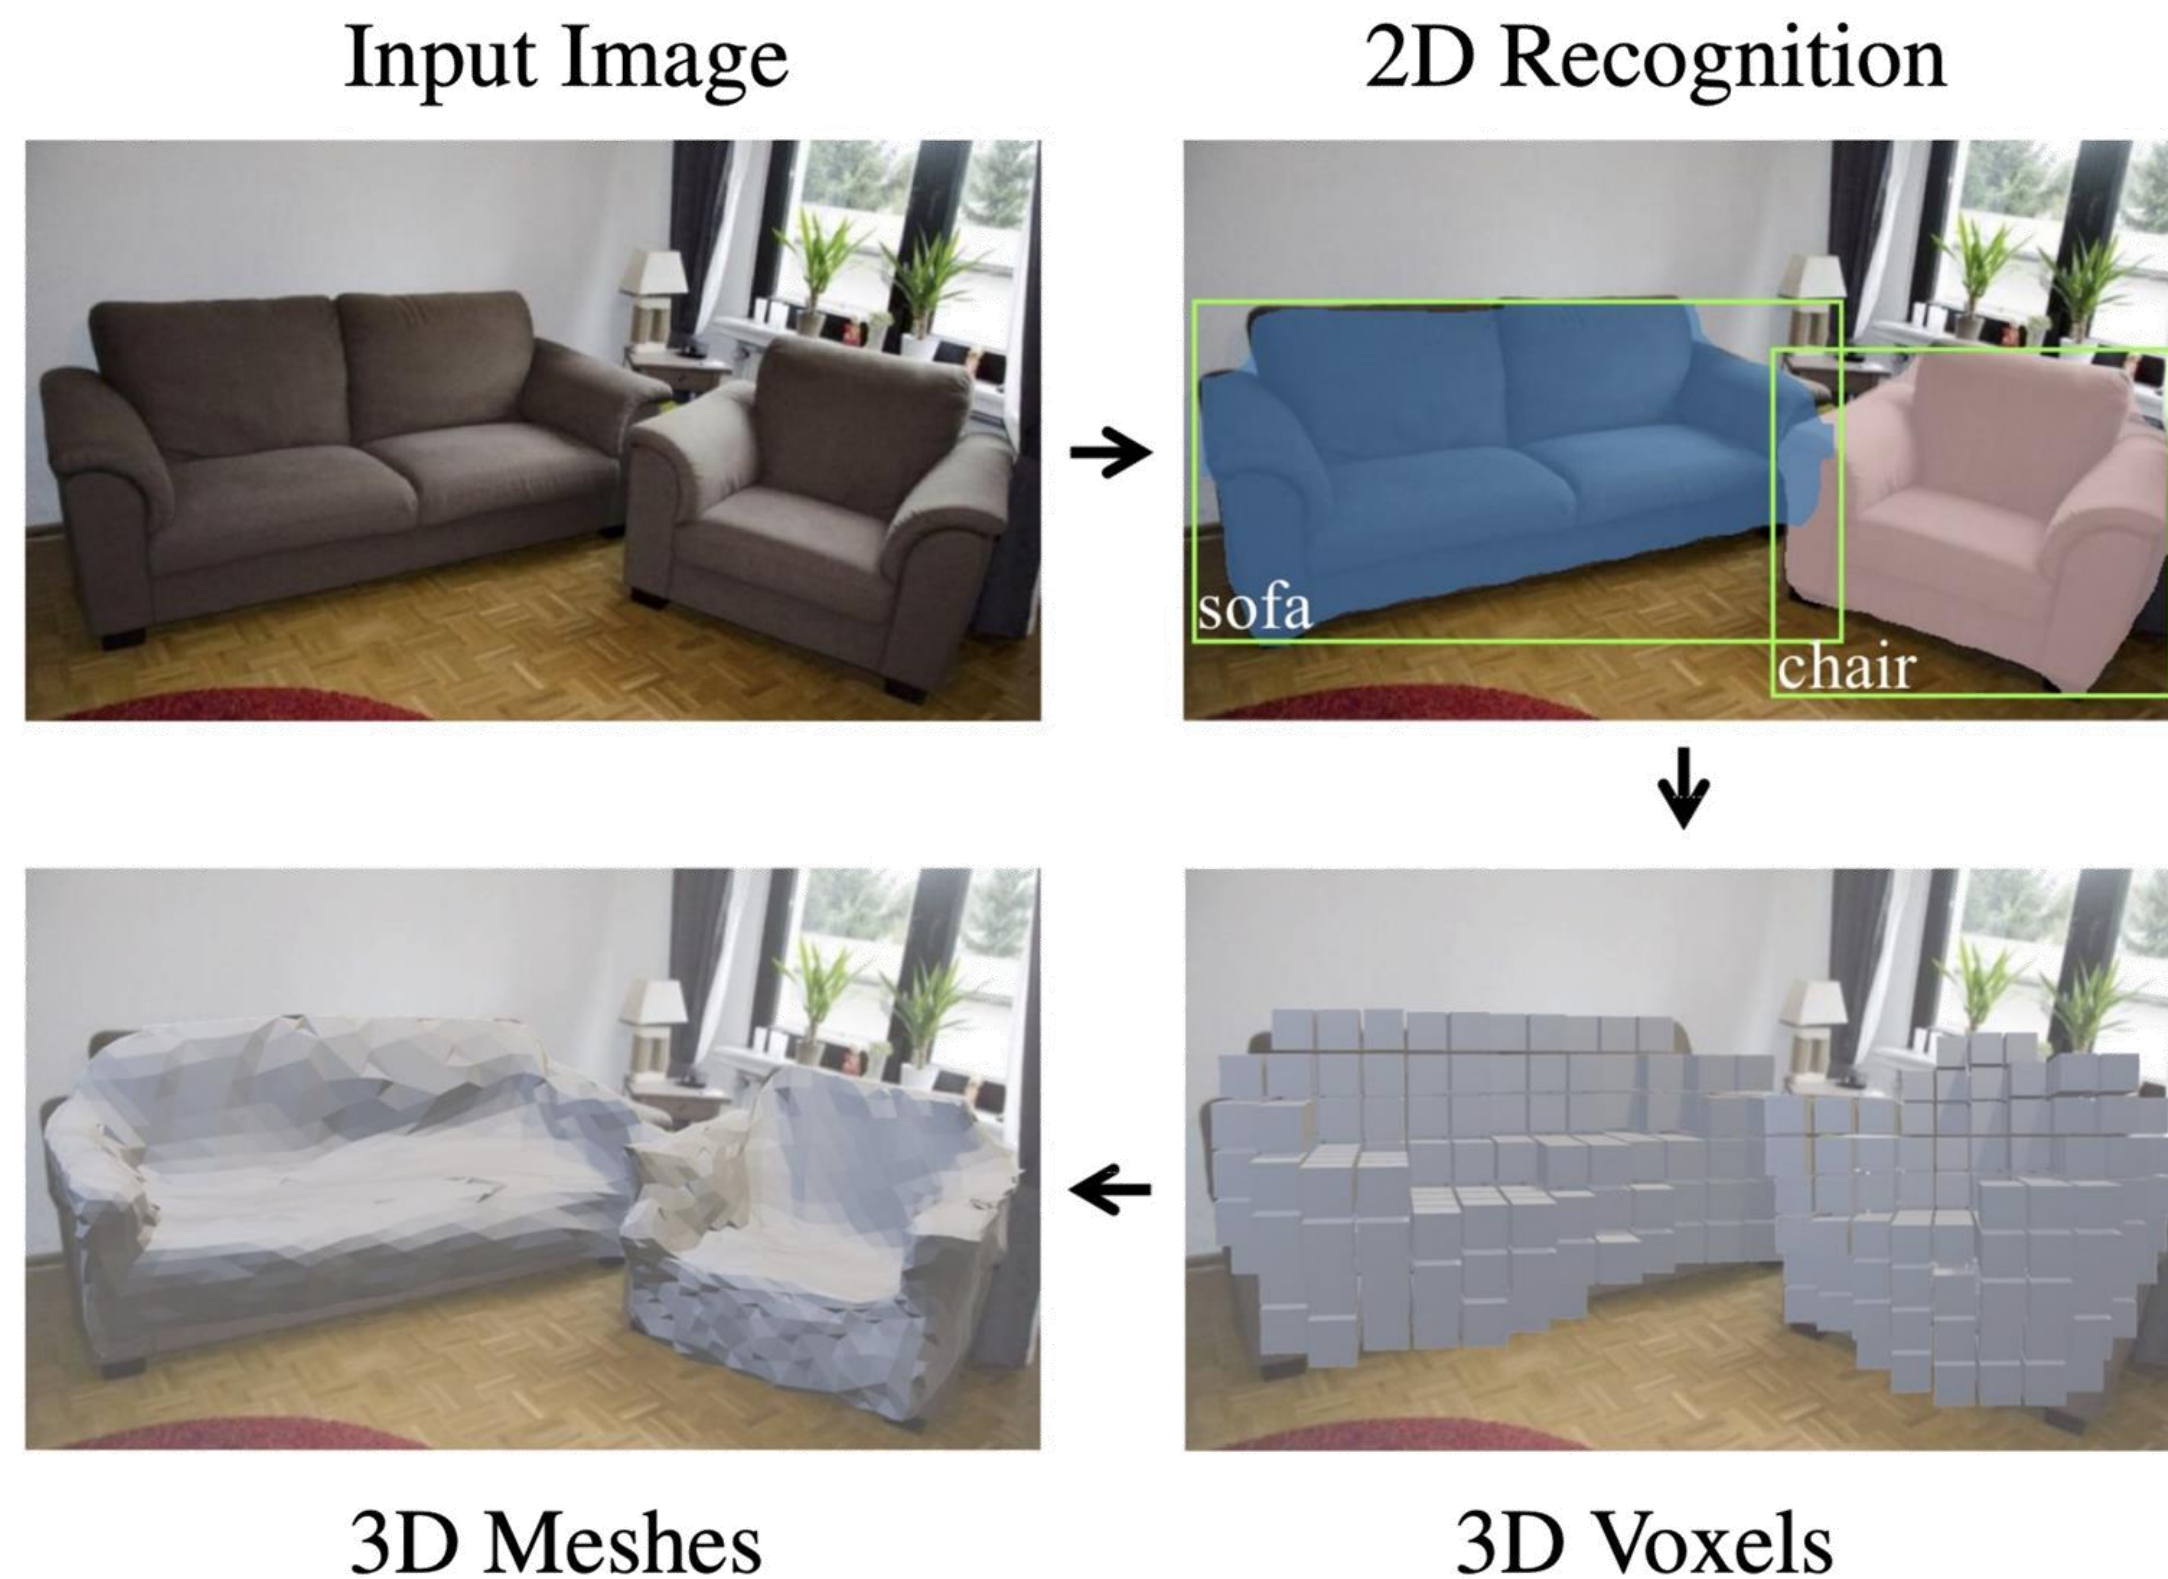 Input Image
2D Recognition
sofa
chair
3D Meshes
3D Voxels